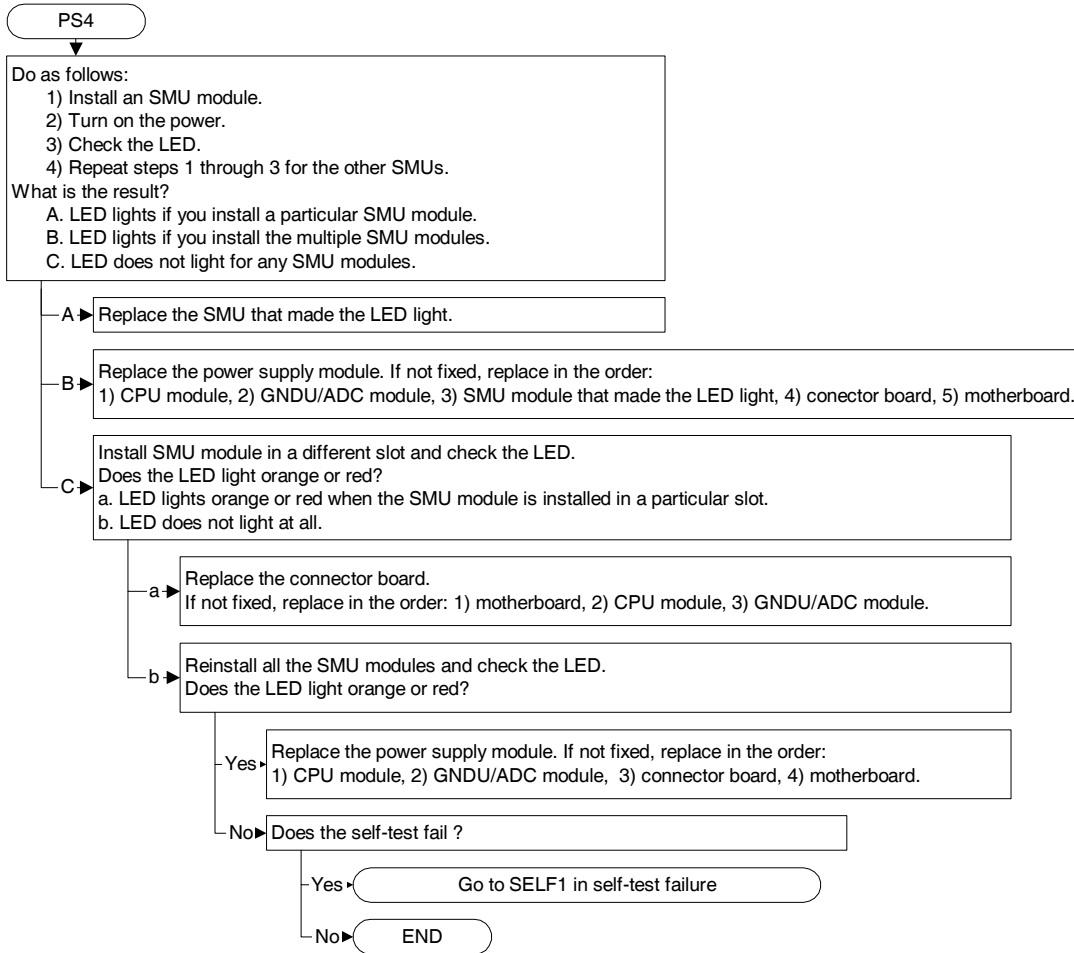 PS4
Do as follows:
1) Install an SMU module.
2) Turn on the power.
3) Check the LED.
4) Repeat steps 1 through 3 for the other SMUs.
What is the result?
A. LED lights if you install a particular SMU module.
B. LED lights if you install the multiple SMU modules.
C. LED does not light for any SMU modules.
A
Replace the SMU that made the LED light.
B
Replace the power supply module. If not fixed, replace in the order:
1) CPU module, 2) GNDU/ADC module, 3) SMU module that made the LED light, 4) conector board, 5) motherboard.
C
Install SMU module in a different slot and check the LED.
Does the LED light orange or red?
a. LED lights orange or red when the SMU module is installed in a particular slot.
b. LED does not light at all.
a
Replace the connector board.
If not fixed, replace in the order: 1) motherboard, 2) CPU module, 3) GNDU/ADC module.
b
Reinstall all the SMU modules and check the LED.
Does the LED light orange or red?
Yes
Replace the power supply module. If not fixed, replace in the order:
1) CPU module, 2) GNDU/ADC module, 3) connector board, 4) motherboard.
No
Does the self-test fail ?
Yes
Go to SELF1 in self-test failure
No
END